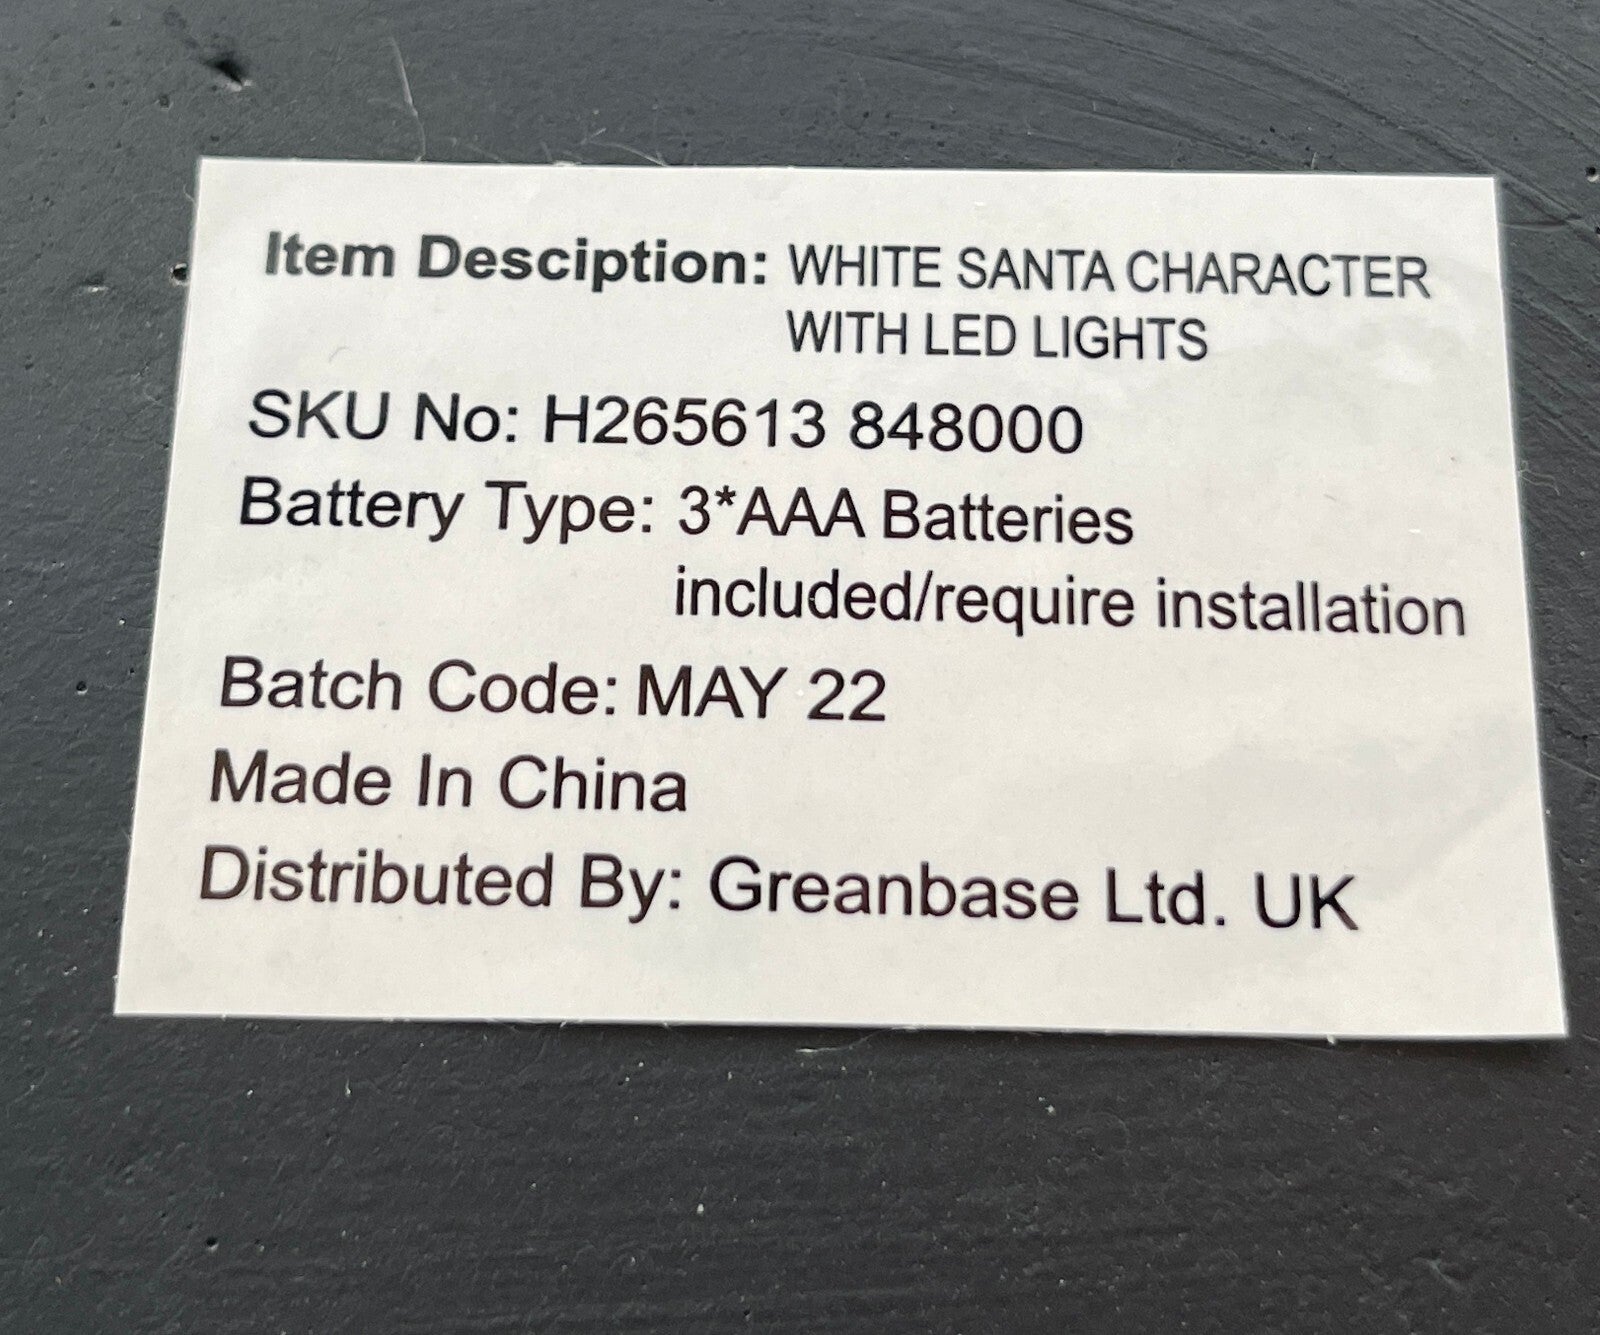 Item Desciption: WHITE SANTA CHARACTER
WITH LED LIGHTS
SKU No: H265613 848000
Battery Type: 3*AAA Batteries
included/require installation
Batch Code: MAY 22
Made In China
Distributed By: Greanbase Ltd. UK